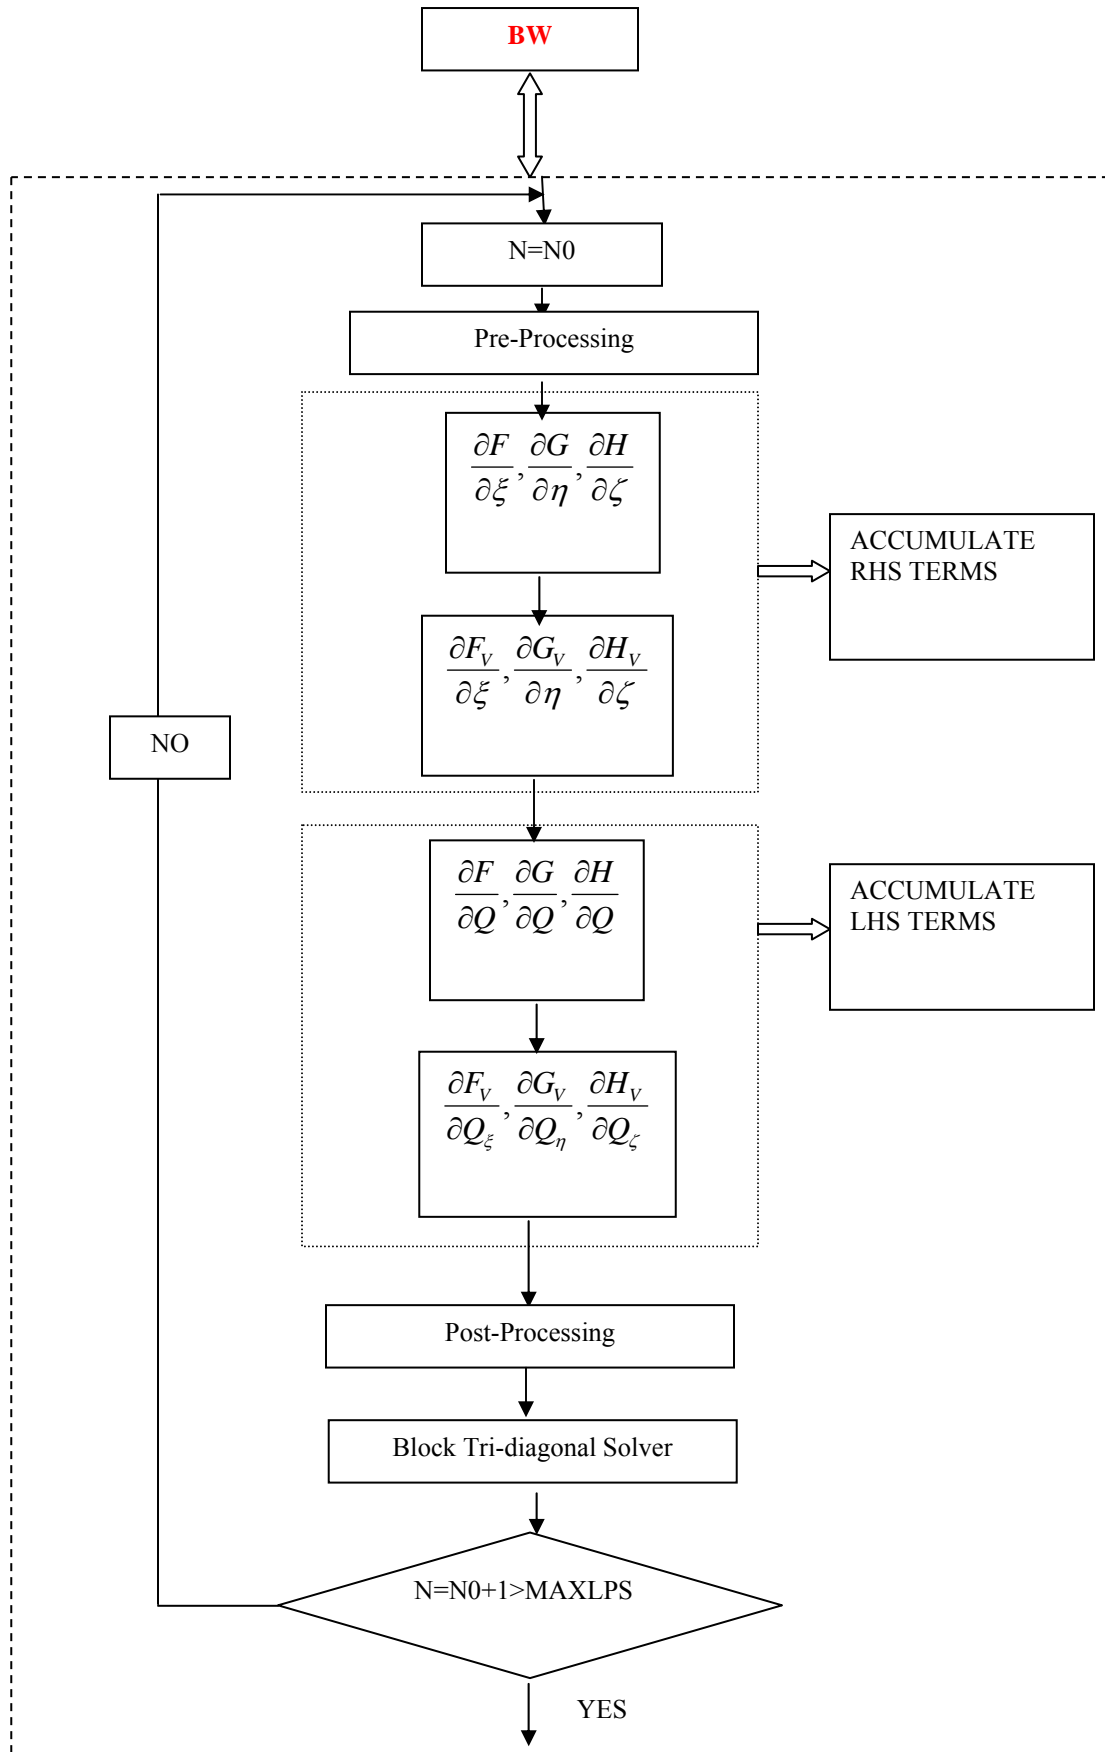 BW
N=N0
Pre-Processing
∂F/∂ξ, ∂G/∂η, ∂H/∂ζ
ACCUMULATE
RHS TERMS
∂F_V/∂ξ, ∂G_V/∂η, ∂H_V/∂ζ
NO
∂F/∂Q, ∂G/∂Q, ∂H/∂Q
ACCUMULATE
LHS TERMS
∂F_V/∂Q_ξ, ∂G_V/∂Q_η, ∂H_V/∂Q_ζ
Post-Processing
Block Tri-diagonal Solver
N=N0+1>MAXLPS
YES